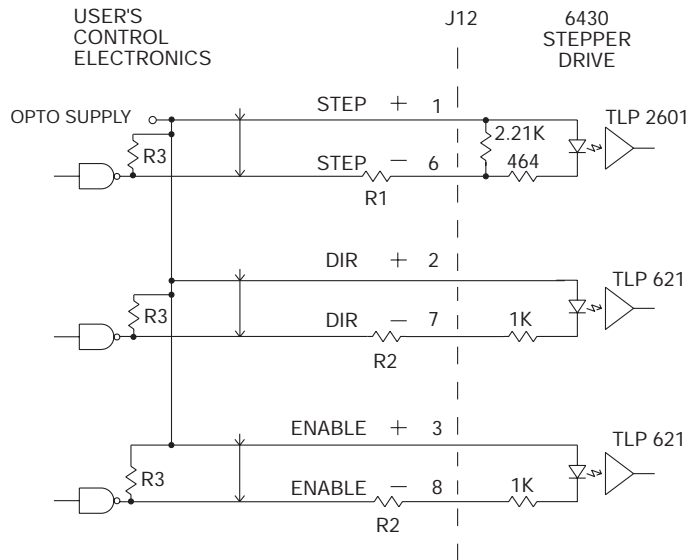 USER'S
CONTROL
ELECTRONICS
J12
6430
STEPPER
DRIVE
OPTO SUPPLY
STEP + 1
TLP 2601
R3
2.21K
STEP − 6
464
R1
DIR + 2
TLP 621
R3
DIR − 7
1K
R2
ENABLE + 3
TLP 621
R3
ENABLE − 8
1K
R2